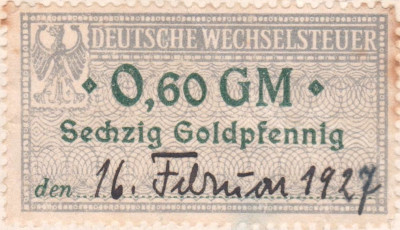 DEUTSCHE WECHSELSTEUER
0,60 GM
Sechzig Goldpfennig
den 16. Februar 1927